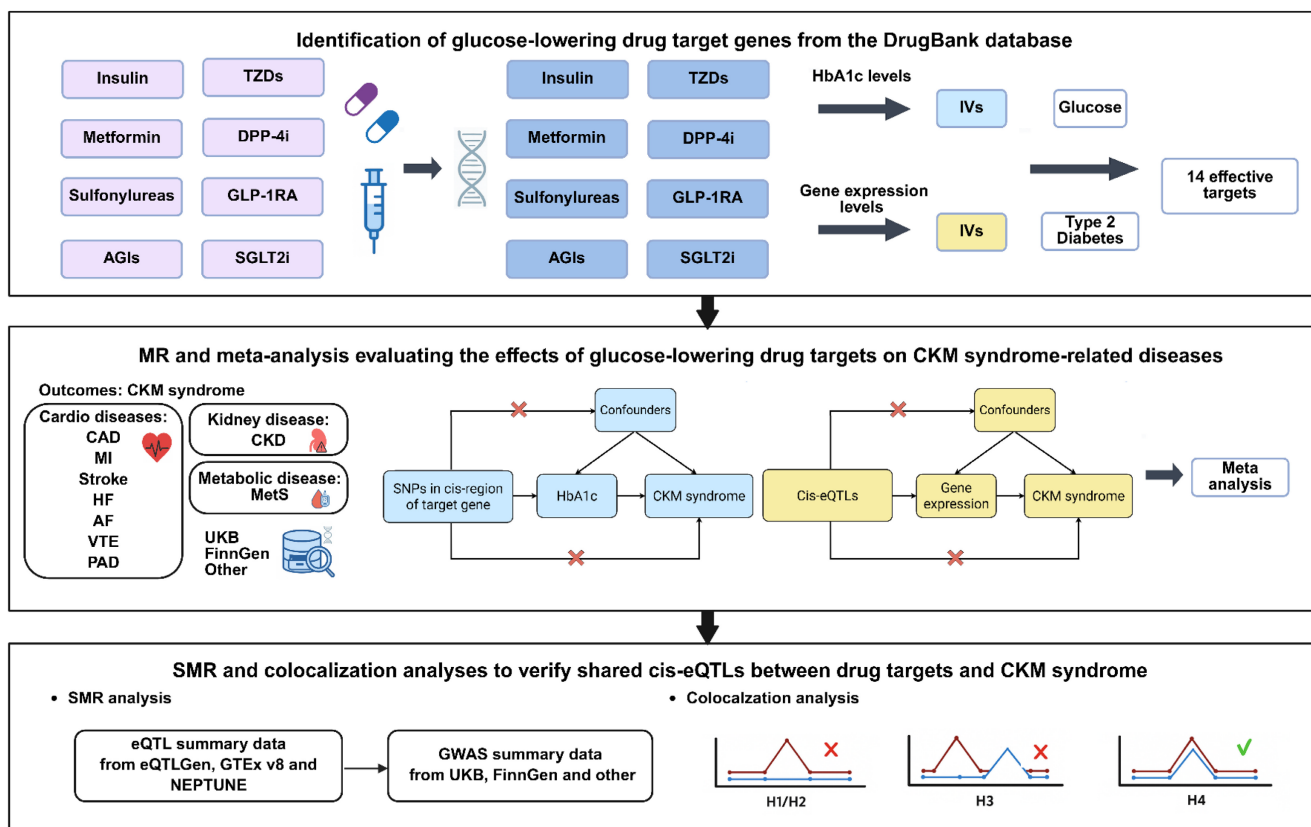 Identification of glucose-lowering drug target genes from the DrugBank database
Insulin
TZDs
Metformin
DPP-4i
Sulfonylureas
GLP-1RA
AGIs
SGLT2i
Insulin
TZDs
Metformin
DPP-4i
Sulfonylureas
GLP-1RA
AGIs
SGLT2i
HbA1c levels
IVs
Glucose
Gene expression
levels
IVs
Type 2
Diabetes
14 effective
targets
MR and meta-analysis evaluating the effects of glucose-lowering drug targets on CKM syndrome-related diseases
Outcomes: CKM syndrome
Cardio diseases:
CAD
MI
Stroke
HF
AF
VTE
PAD
Kidney disease:
CKD
Metabolic disease:
MetS
UKB
FinnGen
Other
Confounders
SNPs in cis-region
of target gene
HbA1c
CKM syndrome
Confounders
Cis-eQTLs
Gene
expression
CKM syndrome
Meta
analysis
SMR and colocalization analyses to verify shared cis-eQTLs between drug targets and CKM syndrome
• SMR analysis
eQTL summary data
from eQTLGen, GTEx v8 and
NEPTUNE
GWAS summary data
from UKB, FinnGen and other
• Colocalzation analysis
H1/H2
H3
H4